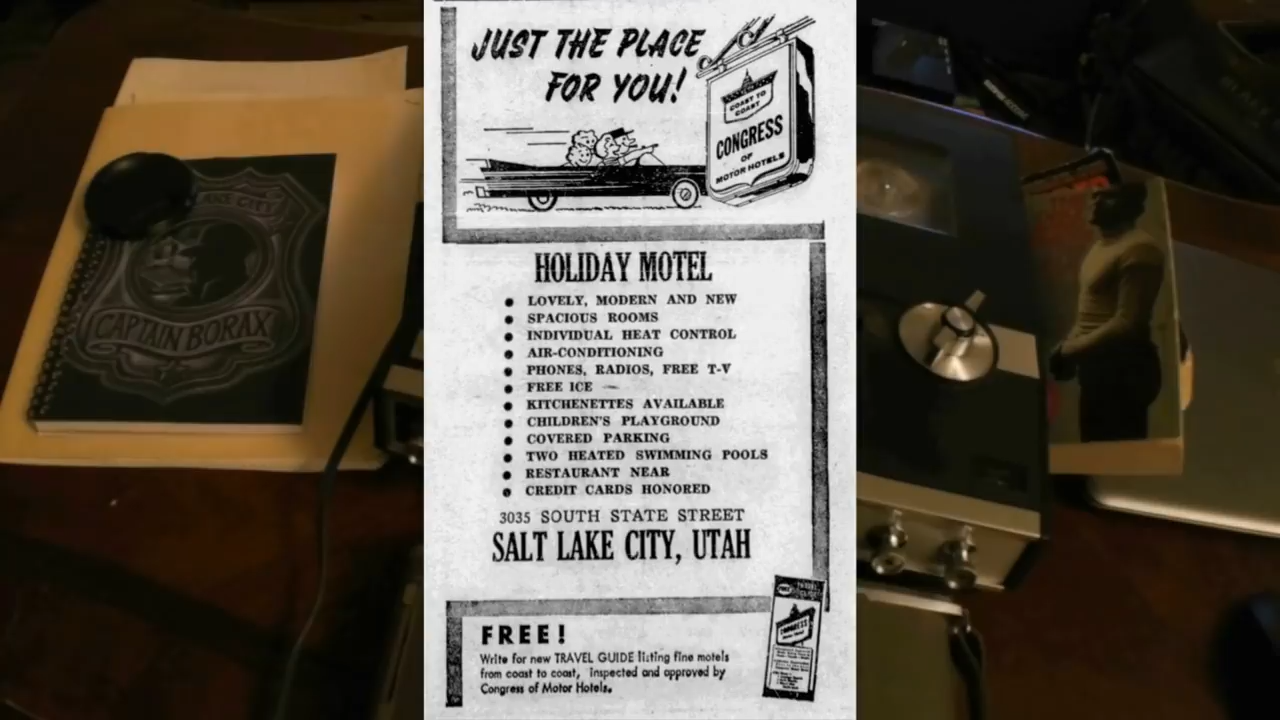 JUST THE PLACE
FOR YOU!
COAST TO
COAST
CONGRESS
OF
MOTOR HOTELS
HOLIDAY MOTEL
• LOVELY, MODERN AND NEW
• SPACIOUS ROOMS
• INDIVIDUAL HEAT CONTROL
• AIR-CONDITIONING
• PHONES, RADIOS, FREE T-V
• FREE ICE
• KITCHENETTES AVAILABLE
• CHILDREN'S PLAYGROUND
• COVERED PARKING
• TWO HEATED SWIMMING POOLS
• RESTAURANT NEAR
• CREDIT CARDS HONORED
3035 SOUTH STATE STREET
SALT LAKE CITY, UTAH
FREE!
Write for new TRAVEL GUIDE listing fine motels
from coast to coast, inspected and approved by
Congress of Motor Hotels.
CONGRESS
LAKE CITY
CAPTAIN BORAX